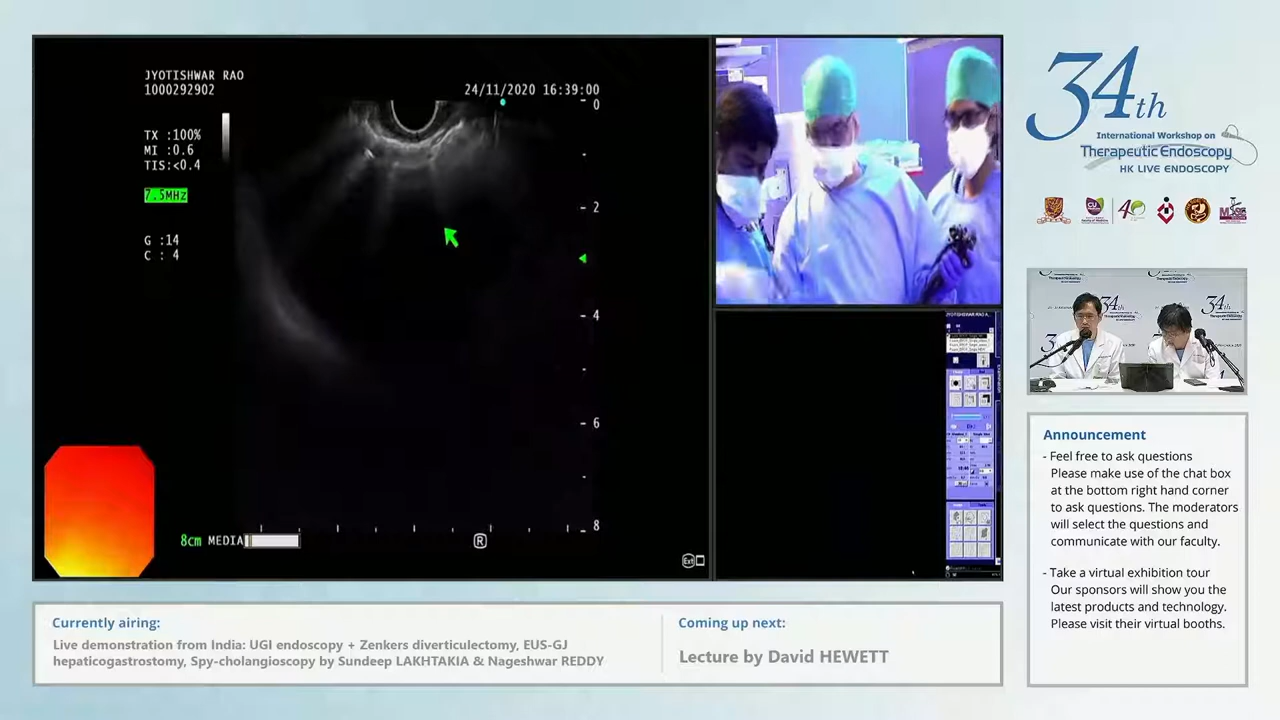 JYOTISHWAR RAO
1000292902
24/11/2020 16:39:00
TX :100%
MI :0.6
TIS:<0.4
7.5MHz
G :14
C : 4
0
2
4
6
8
8cm MEDIA
R
Ext
34th
International Workshop on
Therapeutic Endoscopy
HK LIVE ENDOSCOPY
Announcement
- Feel free to ask questions
Please make use of the chat box
at the bottom right hand corner
to ask questions. The moderators
will select the questions and
communicate with our faculty.
- Take a virtual exhibition tour
Our sponsors will show you the
latest products and technology.
Please visit their virtual booths.
Currently airing:
Live demonstration from India: UGI endoscopy + Zenkers diverticulectomy, EUS-GJ
hepaticogastrostomy, Spy-cholangioscopy by Sundeep LAKHTAKIA & Nageshwar REDDY
Coming up next:
Lecture by David HEWETT